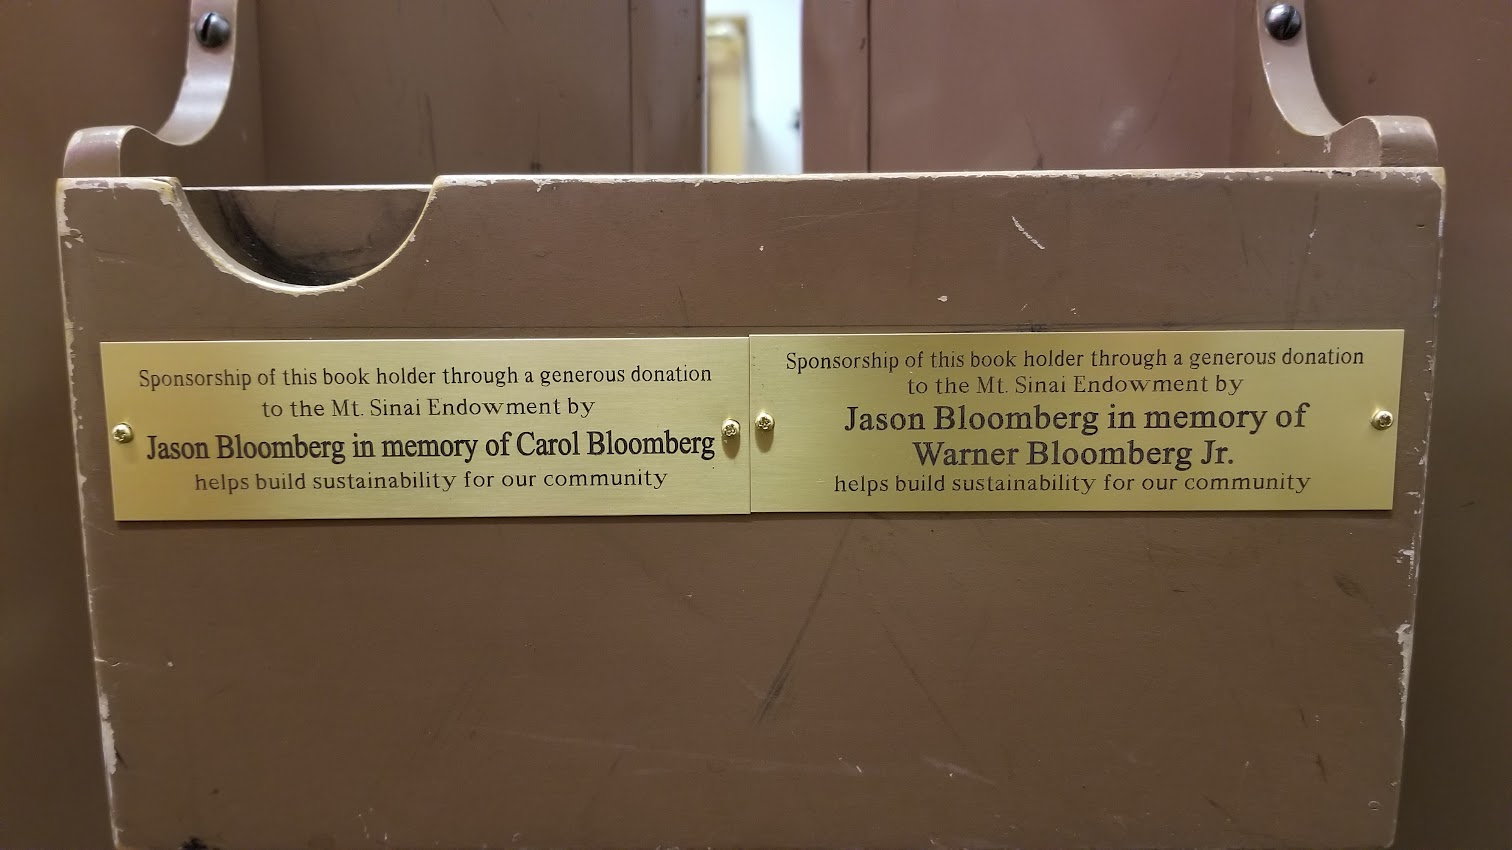 Sponsorship of this book holder through a generous donation
to the Mt. Sinai Endowment by
Jason Bloomberg in memory of Carol Bloomberg
helps build sustainability for our community
Sponsorship of this book holder through a generous donation
to the Mt. Sinai Endowment by
Jason Bloomberg in memory of
Warner Bloomberg Jr.
helps build sustainability for our community